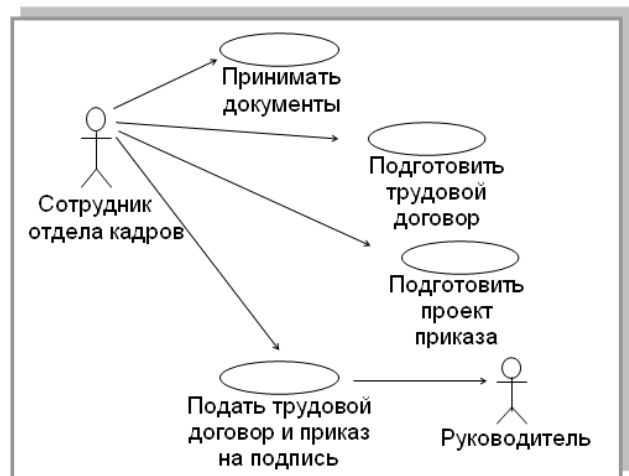 Принимать
документы
Подготовить
трудовой
договор
Сотрудник
отдела кадров
Подготовить
проект
приказа
Подать трудовой
договор и приказ
на подпись
Руководитель